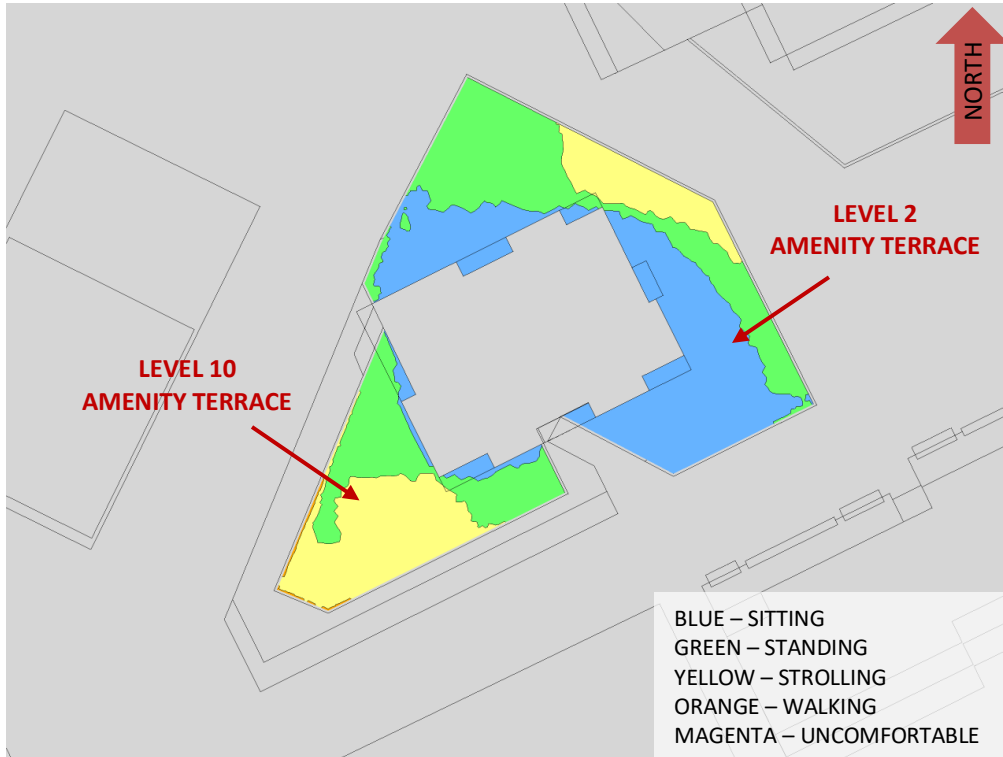 NORTH
LEVEL 2
AMENITY TERRACE
LEVEL 10
AMENITY TERRACE
BLUE – SITTING
GREEN – STANDING
YELLOW – STROLLING
ORANGE – WALKING
MAGENTA – UNCOMFORTABLE